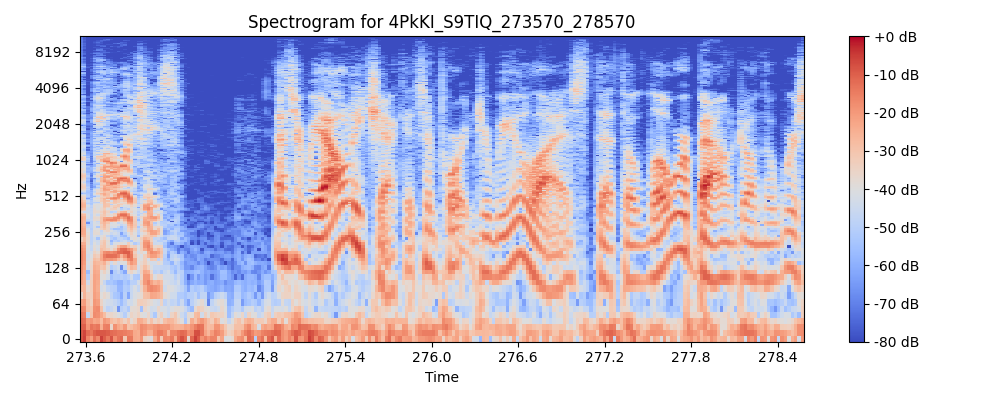 Spectrogram for 4PkKI_S9TIQ_273570_278570
8192
4096
2048
1024
512
256
128
64
0
Hz
273.6 274.2 274.8 275.4 276.0 276.6 277.2 277.8 278.4
Time
+0 dB
-10 dB
-20 dB
-30 dB
-40 dB
-50 dB
-60 dB
-70 dB
-80 dB